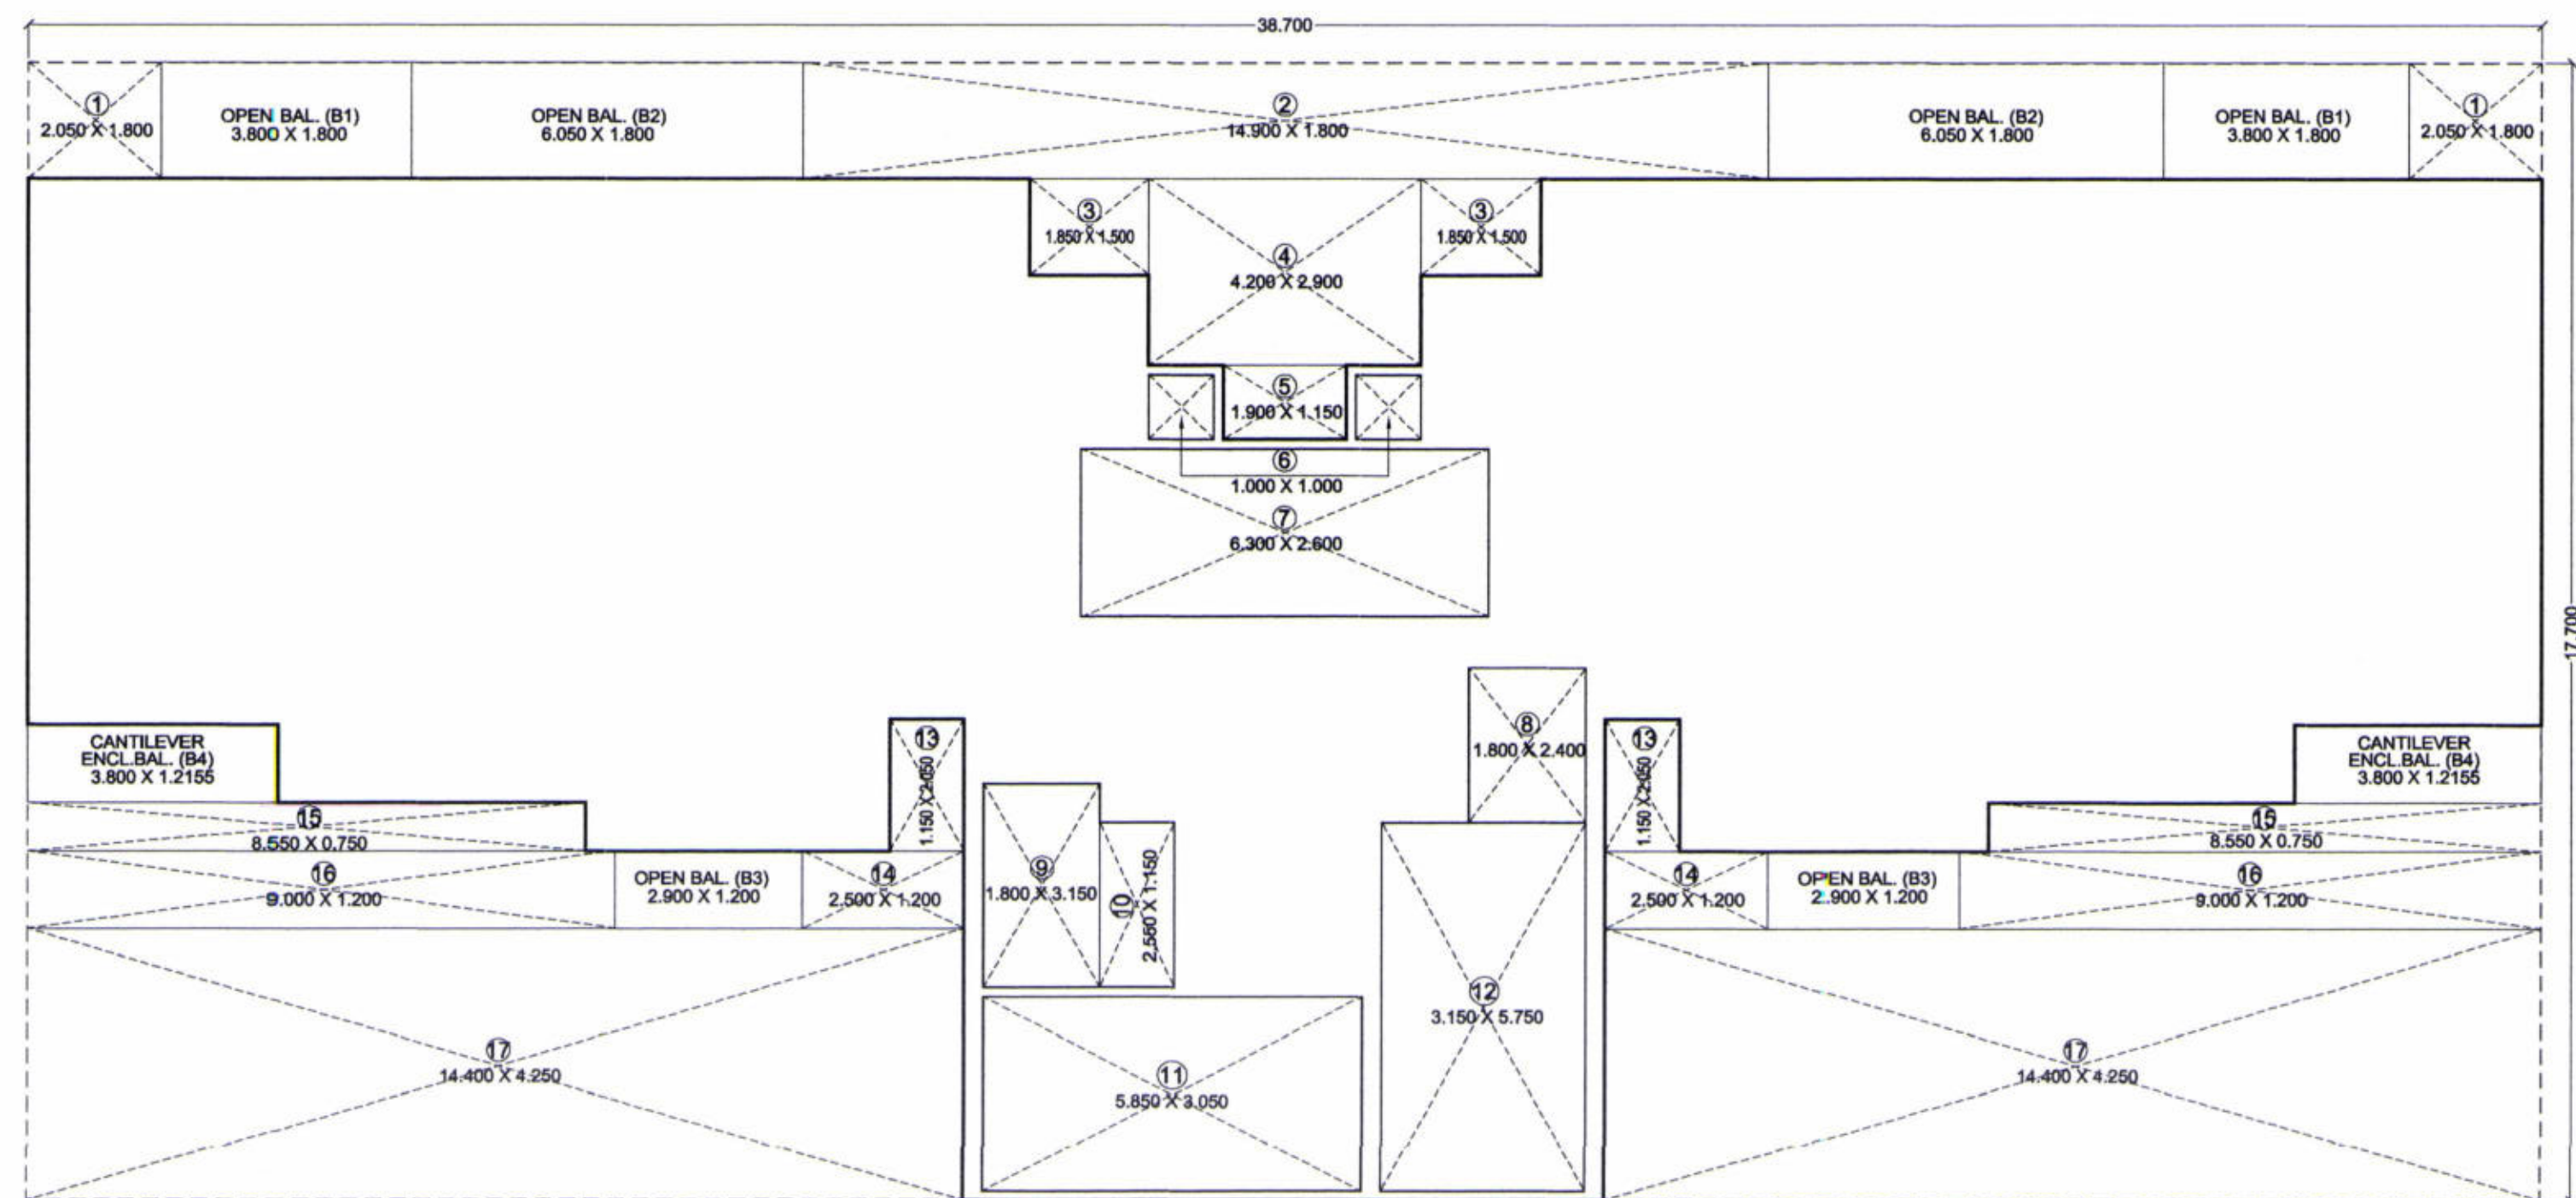 38.700
① 
2.050 X 1.800
OPEN BAL. (B1)
3.800 X 1.800
OPEN BAL. (B2)
6.050 X 1.800
②
14.900 X 1.800
OPEN BAL. (B2)
6.050 X 1.800
OPEN BAL. (B1)
3.800 X 1.800
①
2.050 X 1.800
③
1.850 X 1.500
④
4.200 X 2.900
③
1.850 X 1.500
⑤
1.900 X 1.150
⑥
1.000 X 1.000
⑦
6.300 X 2.600
17.700
⑧
1.800 X 2.400
CANTILEVER
ENCL.BAL. (B4)
3.800 X 1.2155
⑬
1.150 X 2.050
⑬
1.150 X 2.050
CANTILEVER
ENCL.BAL. (B4)
3.800 X 1.2155
⑮
8.550 X 0.750
⑮
8.550 X 0.750
⑯
9.000 X 1.200
OPEN BAL. (B3)
2.900 X 1.200
⑭
2.500 X 1.200
⑨
1.800 X 3.150
⑩
2.550 X 1.150
⑭
2.500 X 1.200
OPEN BAL. (B3)
2.900 X 1.200
⑯
9.000 X 1.200
⑫
3.150 X 5.750
⑰
14.400 X 4.250
⑪
5.850 X 3.050
⑰
14.400 X 4.250